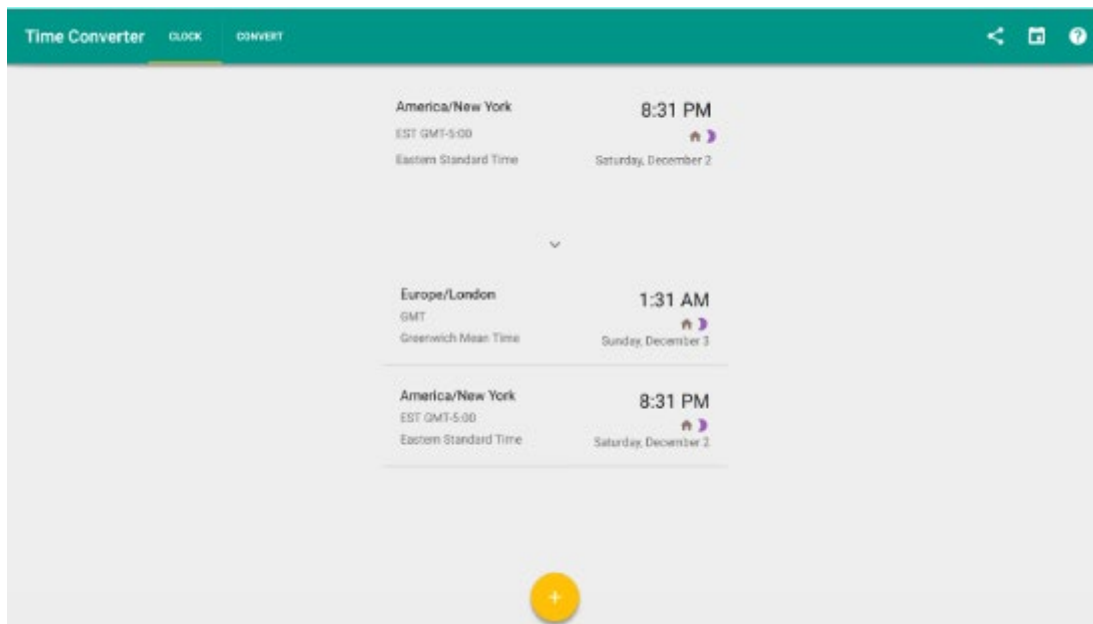 Time Converter CLOCK CONVERT
America/New York 8:31 PM
EST GMT-5:00
Eastern Standard Time Saturday, December 2
Europe/London 1:31 AM
GMT
Greenwich Mean Time Sunday, December 3
America/New York 8:31 PM
EST GMT-5:00
Eastern Standard Time Saturday, December 2